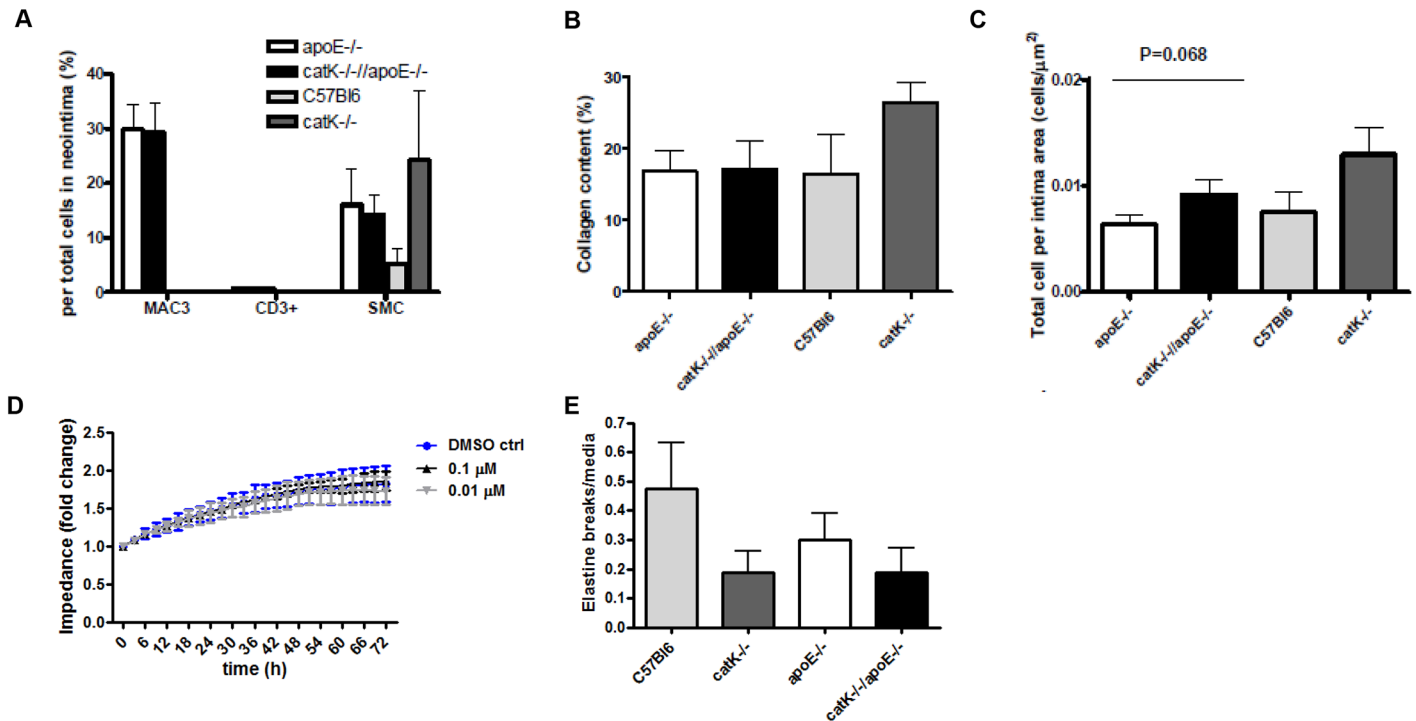 A
apoE-/-
catK-/-//apoE-/-
C57Bl6
catK-/-
per total cells in neointima (%)
40
30
20
10
0
MAC3 CD3+ SMC
B
Collagen content (%)
30
20
10
0
apoE-/-
catK-/-//apoE-/-
C57Bl6
catK-/-
C
P=0.068
Total cell per intima area (cells/μm²)
0.02
0.01
0.00
apoE-/-
catK-/-//apoE-/-
C57Bl6
catK-/-
D
Impedance (fold change)
2.5
2.0
1.5
1.0
0.5
0.0
0 6 12 18 24 30 36 42 48 54 60 66 72
time (h)
DMSO ctrl
0.1 μM
0.01 μM
E
Elastine breaks/media
0.7
0.6
0.5
0.4
0.3
0.2
0.1
0.0
C57Bl6
catK-/-
apoE-/-
catK-/-/apoE-/-